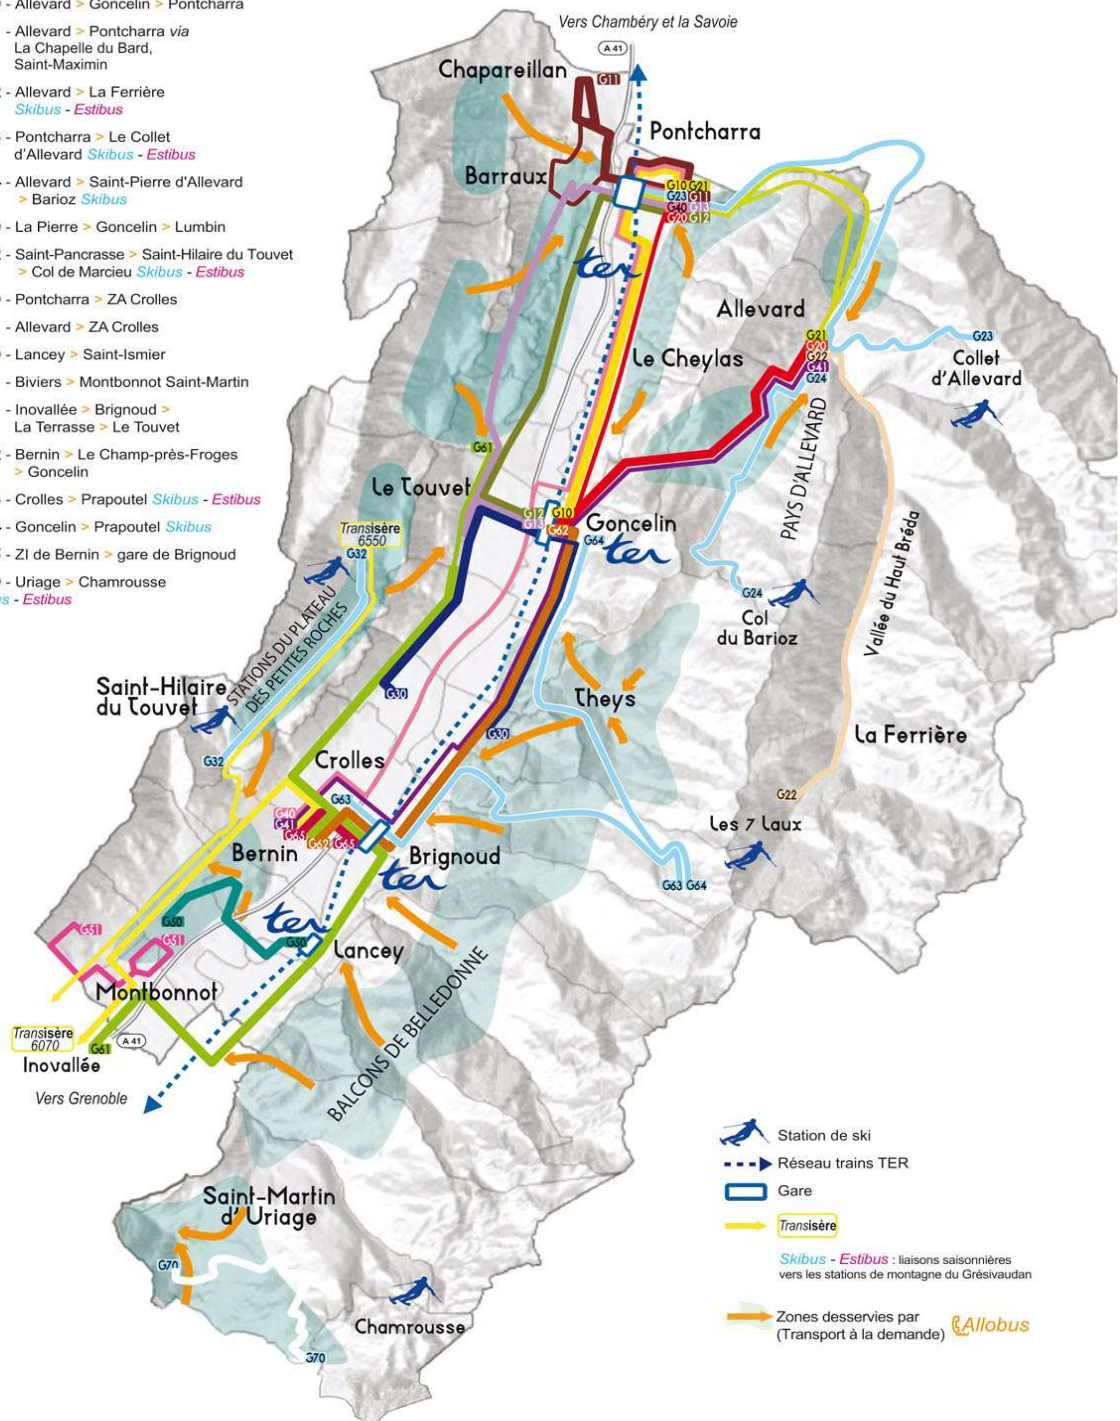 - Allevard > Goncelin > Pontcharra
- Allevard > Pontcharra via
La Chapelle du Bard,
Saint-Maximin
- Allevard > La Ferrière
Skibus - Estibus
- Pontcharra > Le Collet
d'Allevard Skibus - Estibus
- Allevard > Saint-Pierre d'Allevard
> Barioz Skibus
- La Pierre > Goncelin > Lumbin
- Saint-Pancrasse > Saint-Hilaire du Touvet
> Col de Marcieu Skibus - Estibus
- Pontcharra > ZA Crolles
- Allevard > ZA Crolles
- Lancey > Saint-Ismier
- Biviers > Montbonnot Saint-Martin
- Inovallée > Brignoud >
La Terrasse > Le Touvet
- Bernin > Le Champ-près-Froges
> Goncelin
- Crolles > Prapoutel Skibus - Estibus
- Goncelin > Prapoutel Skibus
- ZI de Bernin > gare de Brignoud
- Uriage > Chamrousse
- Estibus
Vers Chambéry et la Savoie
A 41
Chapareillan
G11
Pontcharra
Barraux
G10 G21
G23 G11
G40 G13
G20 G12
ter
Allevard
G21
G20
G22
G41
G24
G23
Collet
d'Allevard
Le Cheylas
PAYS D'ALLEVARD
G61
Le Touvet
G12
G13
G10
G62
Goncelin
G64
ter
Transisère
6550
G32
STATIONS DU PLATEAU
DES PETITES ROCHES
G24
Col
du Barioz
Vallée du Haut Bréda
Saint-Hilaire
du Touvet
G32
G30
Theys
G30
La Ferrière
Crolles
G63
G22
G40
G41
G65
G62
G65
Les 7 Laux
Bernin
Brignoud
ter
G63 G64
G50
G51
G51
ter
G50
Lancey
Montbonnot
Transisère
6070
G61
A 41
Inovallée
Vers Grenoble
BALCONS DE BELLEDONNE
Station de ski
Réseau trains TER
Gare
Transisère
Skibus - Estibus : liaisons saisonnières
vers les stations de montagne du Grésivaudan
Zones desservies par
(Transport à la demande) Allobus
Saint-Martin
d'Uriage
G70
Chamrousse
G70